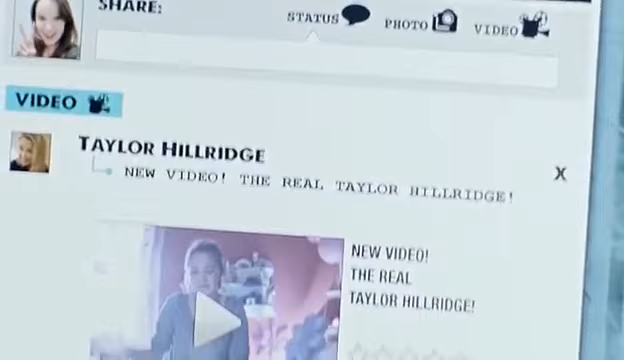 SHARE:
STATUS PHOTO VIDEO
VIDEO
TAYLOR HILLRIDGE
X
NEW VIDEO! THE REAL TAYLOR HILLRIDGE!
NEW VIDEO!
THE REAL
TAYLOR HILLRIDGE!